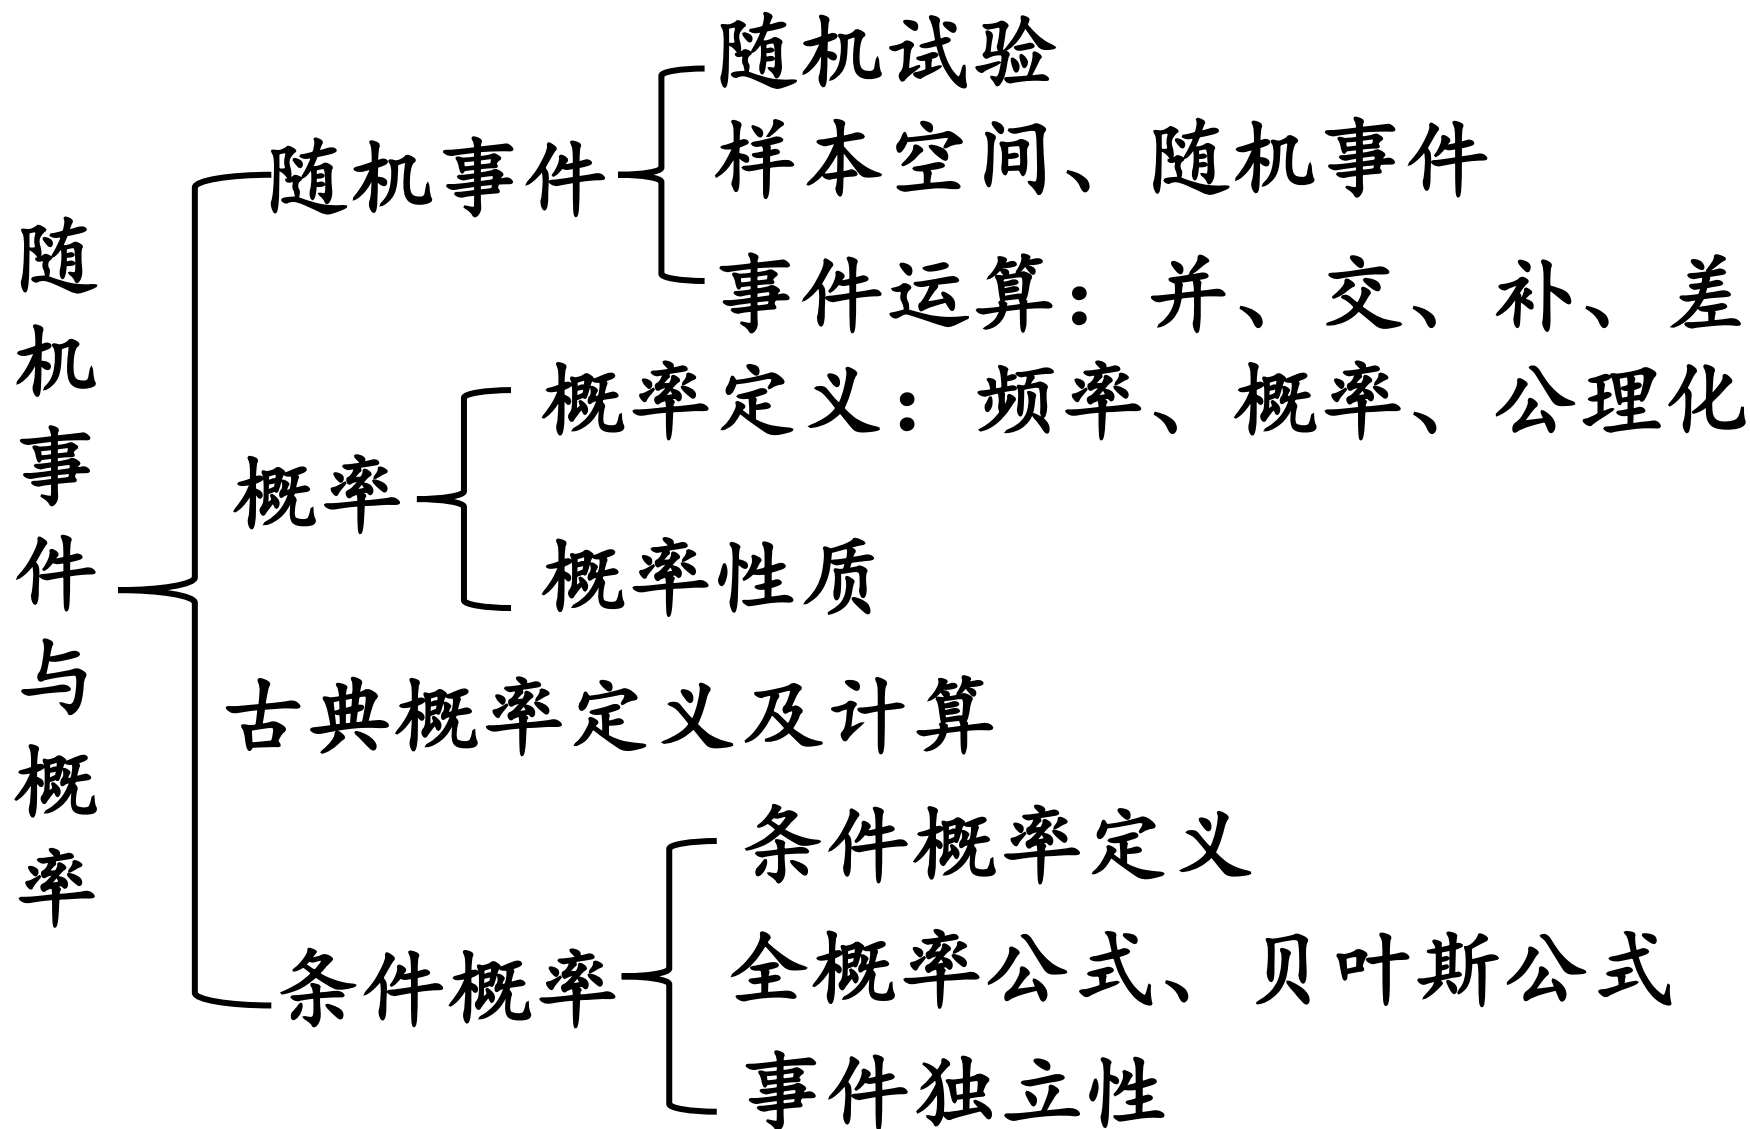 随机事件与概率
随机事件
随机试验
样本空间、随机事件
事件运算：并、交、补、差
概率
概率定义：频率、概率、公理化
概率性质
古典概率定义及计算
条件概率
条件概率定义
全概率公式、贝叶斯公式
事件独立性